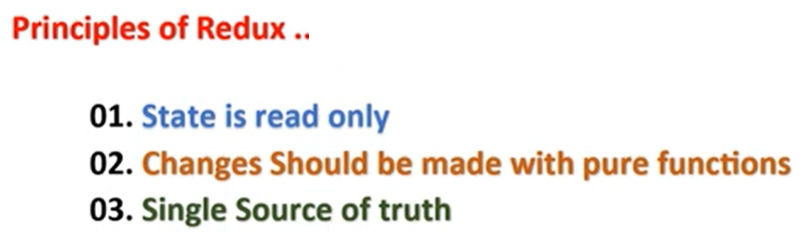 Principles of Redux ..
01. State is read only
02. Changes Should be made with pure functions
03. Single Source of truth